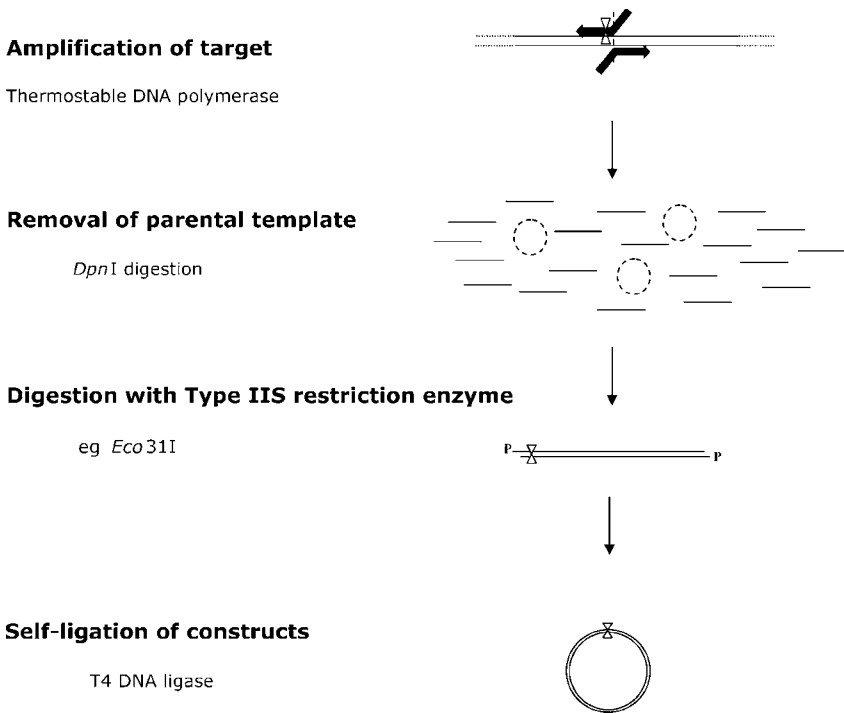 Amplification of target
Thermostable DNA polymerase
Removal of parental template
DpnI digestion
Digestion with Type IIS restriction enzyme
eg Eco31I
P
P
Self-ligation of constructs
T4 DNA ligase